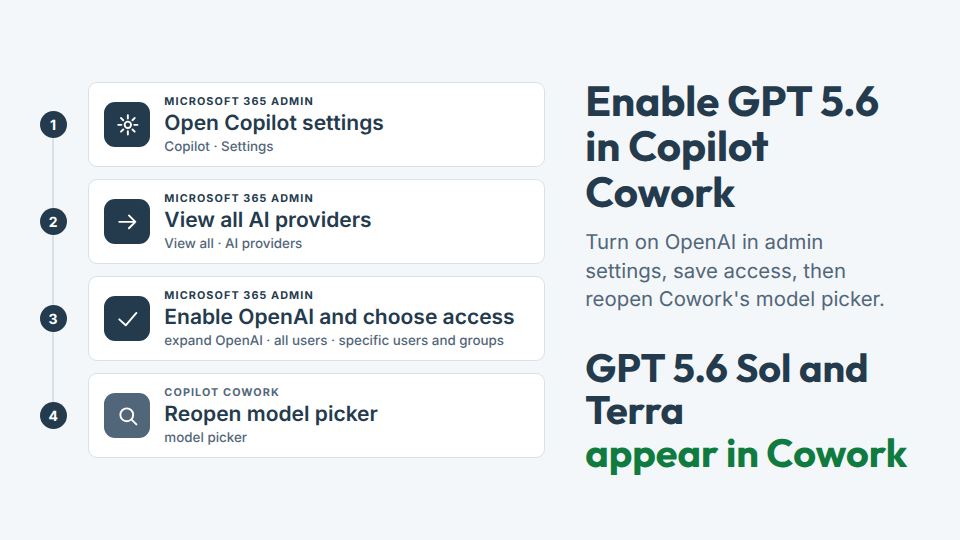 1
MICROSOFT 365 ADMIN
Open Copilot settings
Copilot · Settings
2
MICROSOFT 365 ADMIN
View all AI providers
View all · AI providers
3
MICROSOFT 365 ADMIN
Enable OpenAI and choose access
expand OpenAI · all users · specific users and groups
4
COPILOT COWORK
Reopen model picker
model picker
Enable GPT 5.6
in Copilot
Cowork
Turn on OpenAI in admin
settings, save access, then
reopen Cowork's model picker.
GPT 5.6 Sol and
Terra
appear in Cowork